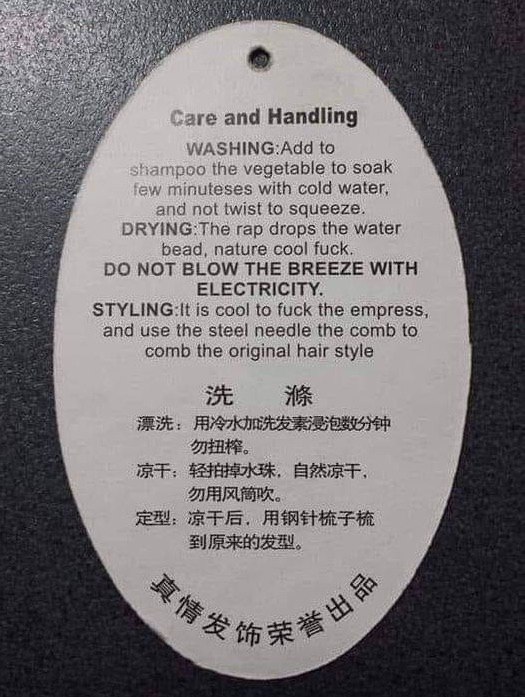 Care and Handling
WASHING:Add to
shampoo the vegetable to soak
few minuteses with cold water,
and not twist to squeeze.
DRYING:The rap drops the water
bead, nature cool fuck.
DO NOT BLOW THE BREEZE WITH
ELECTRICITY.
STYLING:It is cool to fuck the empress,
and use the steel needle the comb to
comb the original hair style
洗 滌
漂洗：用冷水加洗发素浸泡数分钟
勿扭榨。
凉干：轻拍掉水珠，自然凉干，
勿用风筒吹。
定型：凉干后，用钢针梳子梳
到原来的发型。
真情发饰荣誉出品